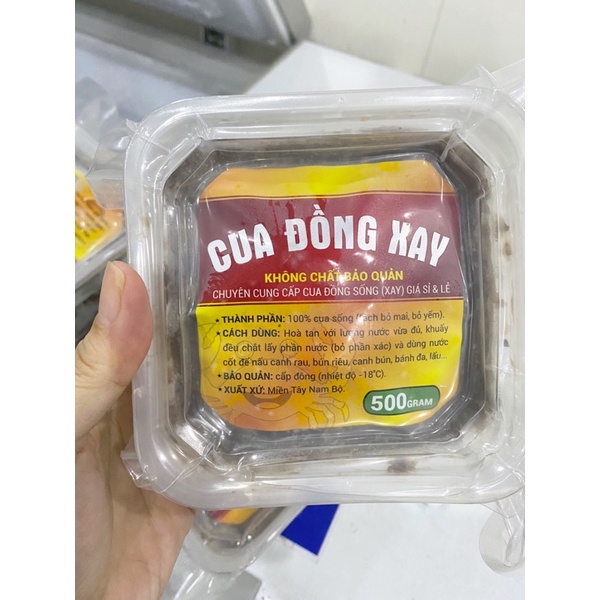 CUA ĐỒNG XAY
KHÔNG CHẤT BẢO QUẢN
CHUYÊN CUNG CẤP CUA ĐỒNG SỐNG (XAY) GIÁ SỈ & LẺ
★ THÀNH PHẦN: 100% cua sống (tách bỏ mai, bỏ yếm).
★ CÁCH DÙNG: Hoà tan với lượng nước vừa đủ, khuấy
đều chắt lấy phần nước (bỏ phần xác) và dùng nước
cốt để nấu canh rau, bún riêu, canh bún, bánh đa, lẩu...
★ BẢO QUẢN: cấp đông (nhiệt độ -18°C).
★ XUẤT XỨ: Miền Tây Nam Bộ.
500GRAM